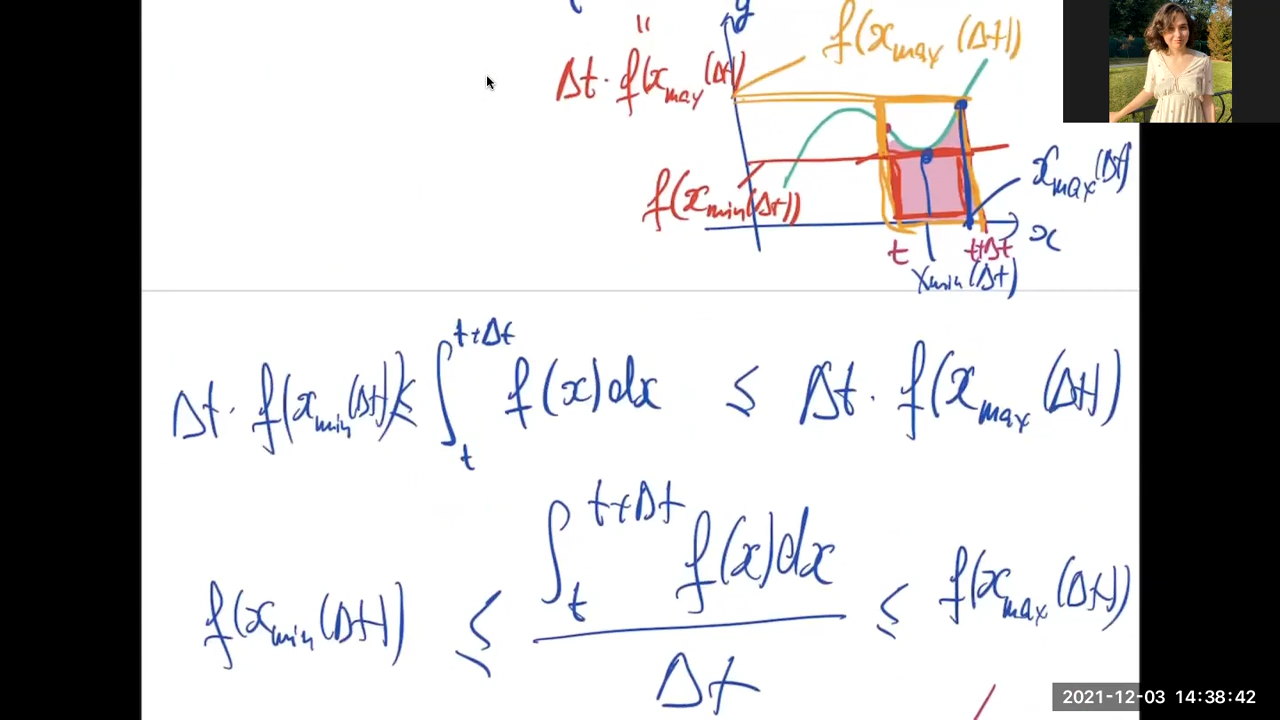 y
"
f(x_max (Δt))
Δt · f(x_max (Δt)
f(x_min(Δt))
x_max(Δt)
t
t+Δt
x
x_min(Δt)
Δt · f(x_min(Δt)) ≤ ∫_t^{t+Δt} f(x)dx ≤ Δt · f(x_max (Δt))
f(x_min(Δt)) ≤ ∫_t^{t+Δt} f(x)dx / Δt ≤ f(x_max (Δt))
2021-12-03 14:38:42